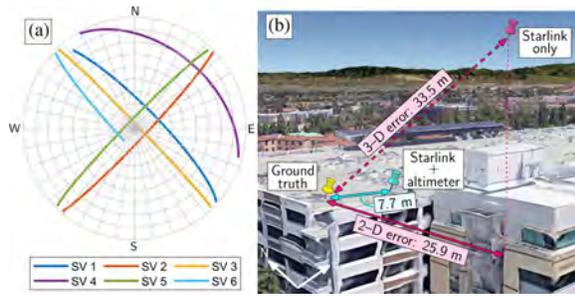 (a)
N
W
E
S
SV 1
SV 2
SV 3
SV 4
SV 5
SV 6
(b)
Starlink
only
3-D error: 33.5 m
Ground
truth
Starlink
+
altimeter
7.7 m
2-D error: 25.9 m